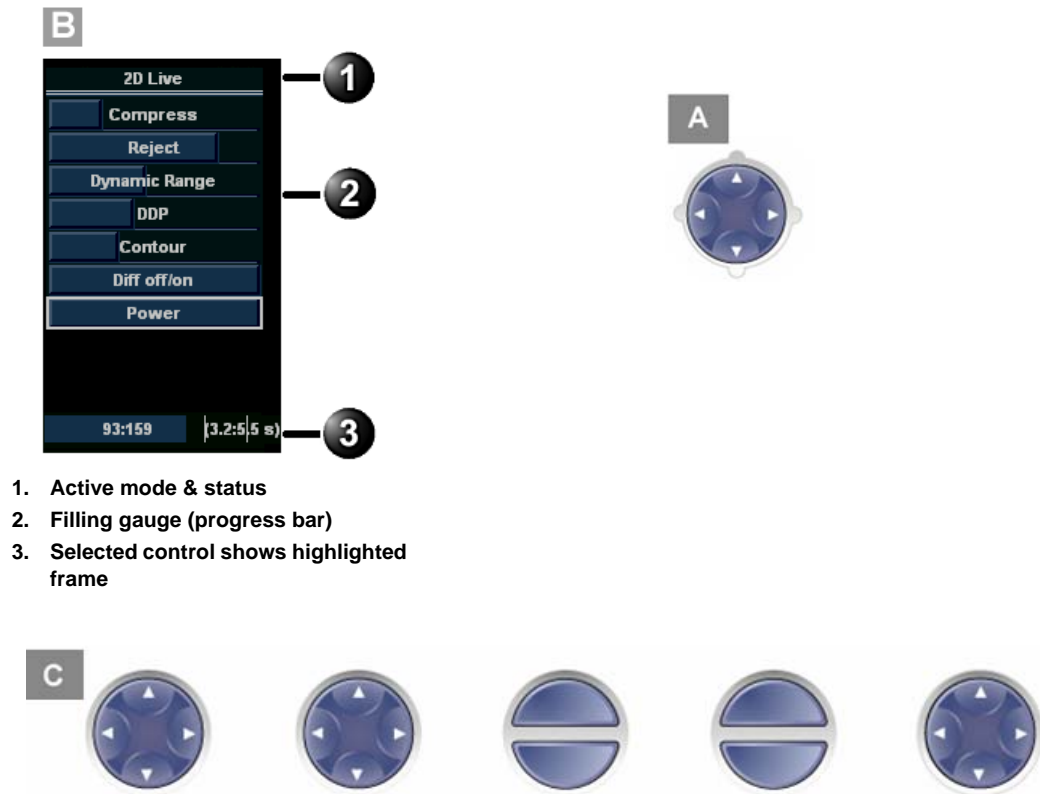 B
2D Live
1
Compress
Reject
Dynamic Range
2
DDP
Contour
Diff off/on
Power
93:159 (3.2:5.5 s)
3
A
1. Active mode & status
2. Filling gauge (progress bar)
3. Selected control shows highlighted
frame
C